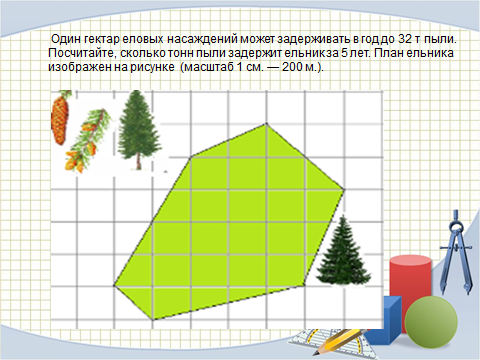 Один гектар еловых насаждений может задерживать в год до 32 т пыли.
Посчитайте, сколько тонн пыли задержит ельник за 5 лет. План ельника
изображен на рисунке (масштаб 1 см. — 200 м.).